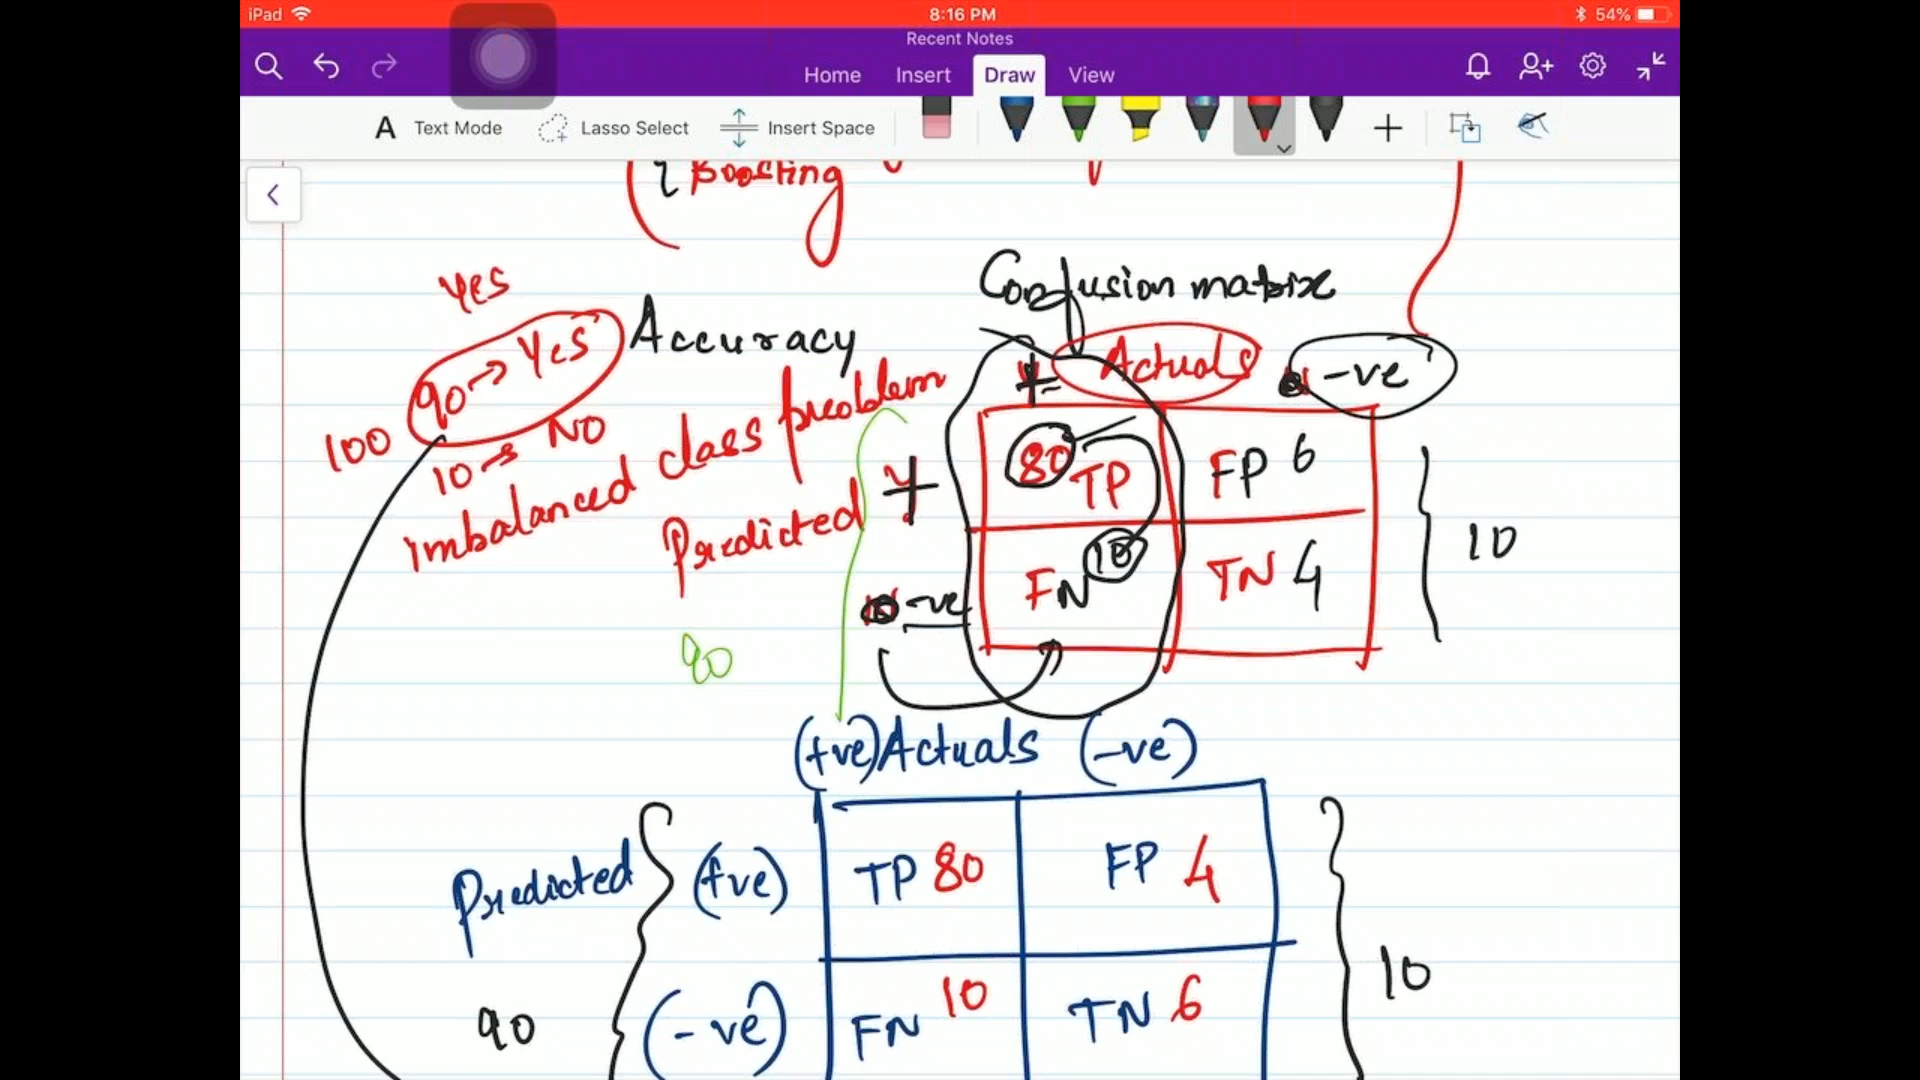 iPad
8:16 PM
54%
Recent Notes
Home Insert Draw View
A Text Mode Lasso Select Insert Space
Boosting
Confusion matrix
Yes
Accuracy
+ Actuals -ve
90 → Yes
100
10 → NO
imbalanced class problem
Predicted
+ 80 TP FP 6
10
-ve FN 10 TN 4
90
(+ve) Actuals (-ve)
Predicted (+ve) TP 80 FP 4
10
90 (-ve) FN 10 TN 6